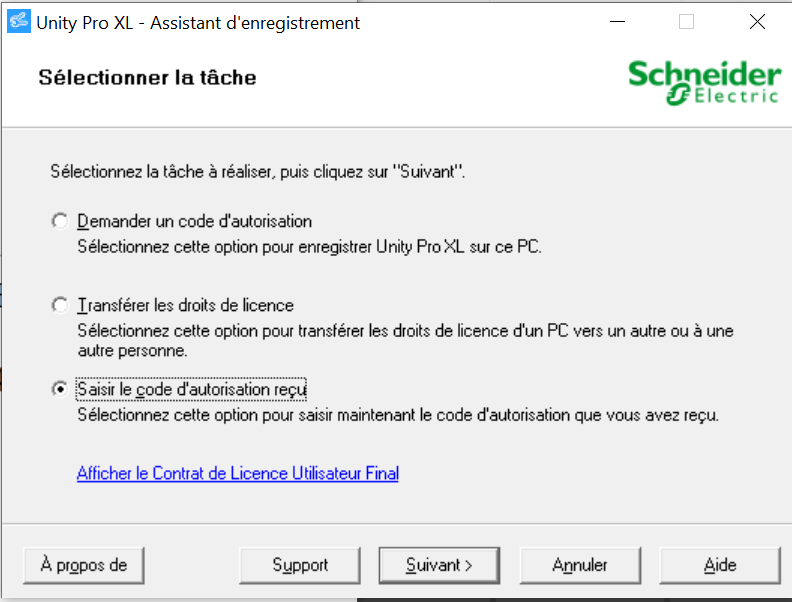 Unity Pro XL - Assistant d'enregistrement
Sélectionner la tâche
Schneider
Electric
Sélectionnez la tâche à réaliser, puis cliquez sur "Suivant".
Demander un code d'autorisation
Sélectionnez cette option pour enregistrer Unity Pro XL sur ce PC.
Transférer les droits de licence
Sélectionnez cette option pour transférer les droits de licence d'un PC vers un autre ou à une
autre personne.
Saisir le code d'autorisation reçu
Sélectionnez cette option pour saisir maintenant le code d'autorisation que vous avez reçu.
Afficher le Contrat de Licence Utilisateur Final
À propos de
Support
Suivant >
Annuler
Aide